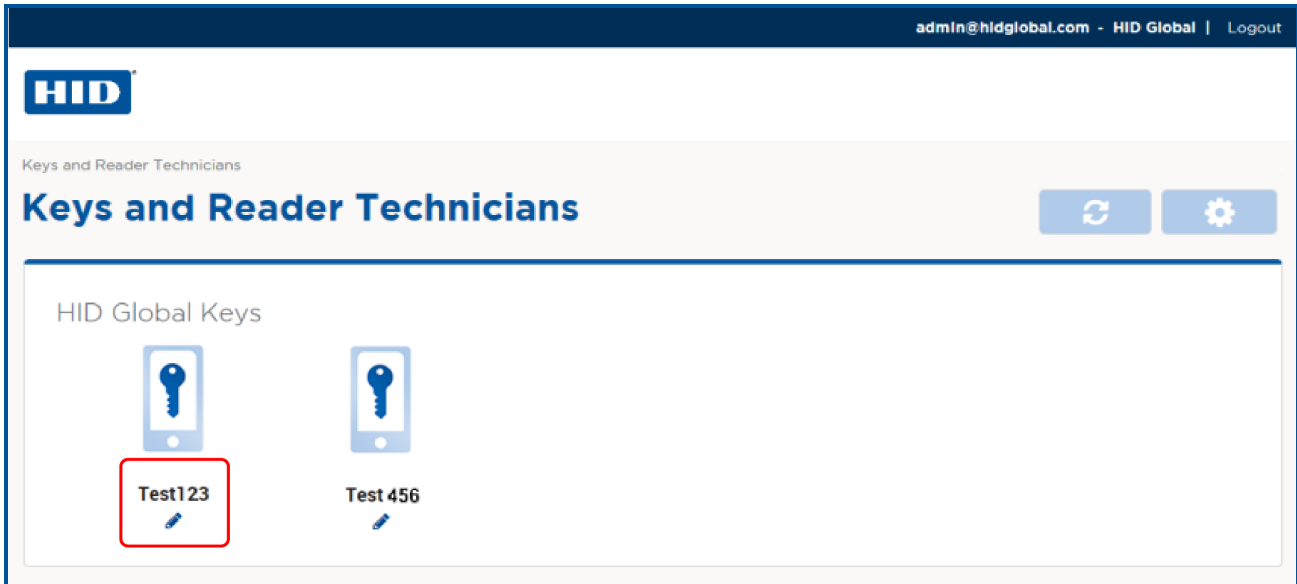 admin@hidglobal.com - HID Global | Logout
HID
Keys and Reader Technicians
Keys and Reader Technicians
HID Global Keys
Test123
Test 456